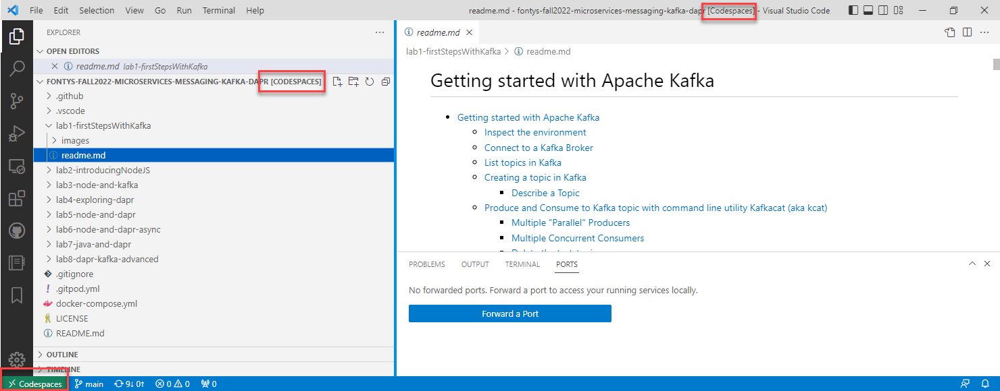 File Edit Selection View Go Run Terminal Help
readme.md - fontys-fall2022-microservices-messaging-kafka-dapr [Codespaces] - Visual Studio Code
EXPLORER
OPEN EDITORS
readme.md lab1-firstStepsWithKafka
FONTYS-FALL2022-MICROSERVICES-MESSAGING-KAFKA-DAPR [CODESPACES]
.github
.vscode
lab1-firstStepsWithKafka
images
readme.md
lab2-introducingNodeJS
lab3-node-and-kafka
lab4-exploring-dapr
lab5-node-and-dapr
lab6-node-and-dapr-async
lab7-java-and-dapr
lab8-dapr-kafka-advanced
.gitignore
.gitpod.yml
docker-compose.yml
LICENSE
README.md
OUTLINE
TIMELINE
readme.md
lab1-firstStepsWithKafka > readme.md
Getting started with Apache Kafka
Getting started with Apache Kafka
Inspect the environment
Connect to a Kafka Broker
List topics in Kafka
Creating a topic in Kafka
Describe a Topic
Produce and Consume to Kafka topic with command line utility Kafkacat (aka kcat)
Multiple "Parallel" Producers
Multiple Concurrent Consumers
PROBLEMS OUTPUT TERMINAL PORTS
No forwarded ports. Forward a port to access your running services locally.
Forward a Port
Codespaces main 9↓ 0↑ 0 0 0